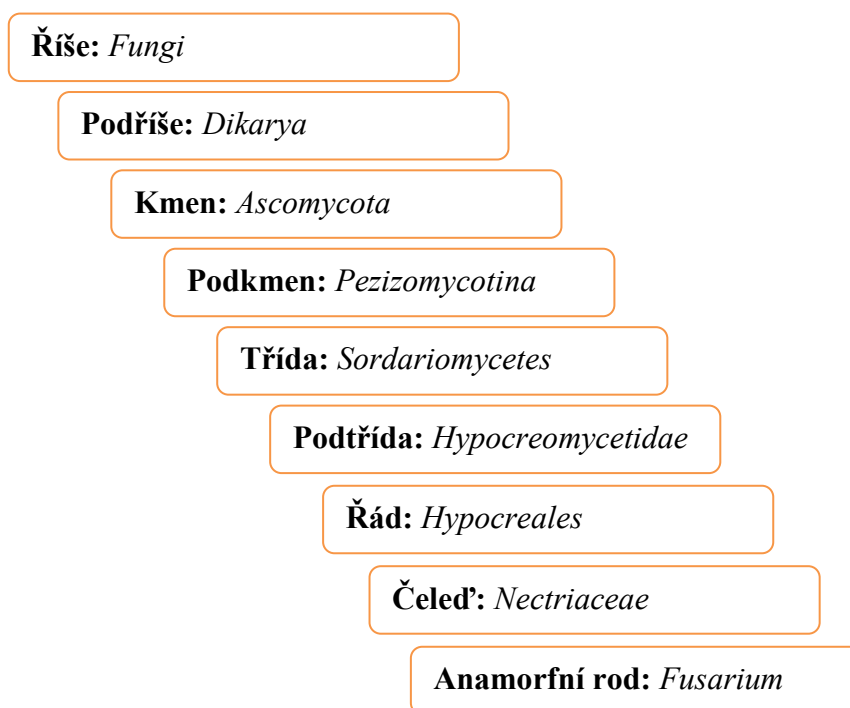 Říše: Fungi
Podříše: Dikarya
Kmen: Ascomycota
Podkmen: Pezizomycotina
Třída: Sordariomycetes
Podtřída: Hypocreomycetidae
Řád: Hypocreales
Čeleď: Nectriaceae
Anamorfní rod: Fusarium